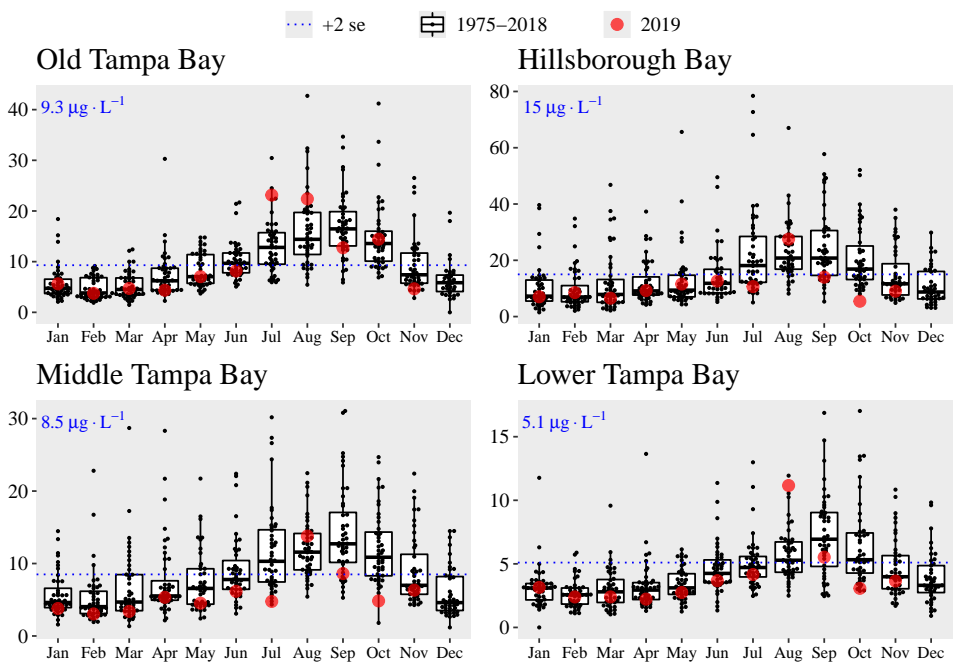 +2 se 1975−2018 2019
Old Tampa Bay
9.3 μg · L⁻¹
40
30
20
10
0
Jan Feb Mar Apr May Jun Jul Aug Sep Oct Nov Dec
Hillsborough Bay
15 μg · L⁻¹
80
60
40
20
0
Jan Feb Mar Apr May Jun Jul Aug Sep Oct Nov Dec
Middle Tampa Bay
8.5 μg · L⁻¹
30
20
10
0
Jan Feb Mar Apr May Jun Jul Aug Sep Oct Nov Dec
Lower Tampa Bay
5.1 μg · L⁻¹
15
10
5
0
Jan Feb Mar Apr May Jun Jul Aug Sep Oct Nov Dec